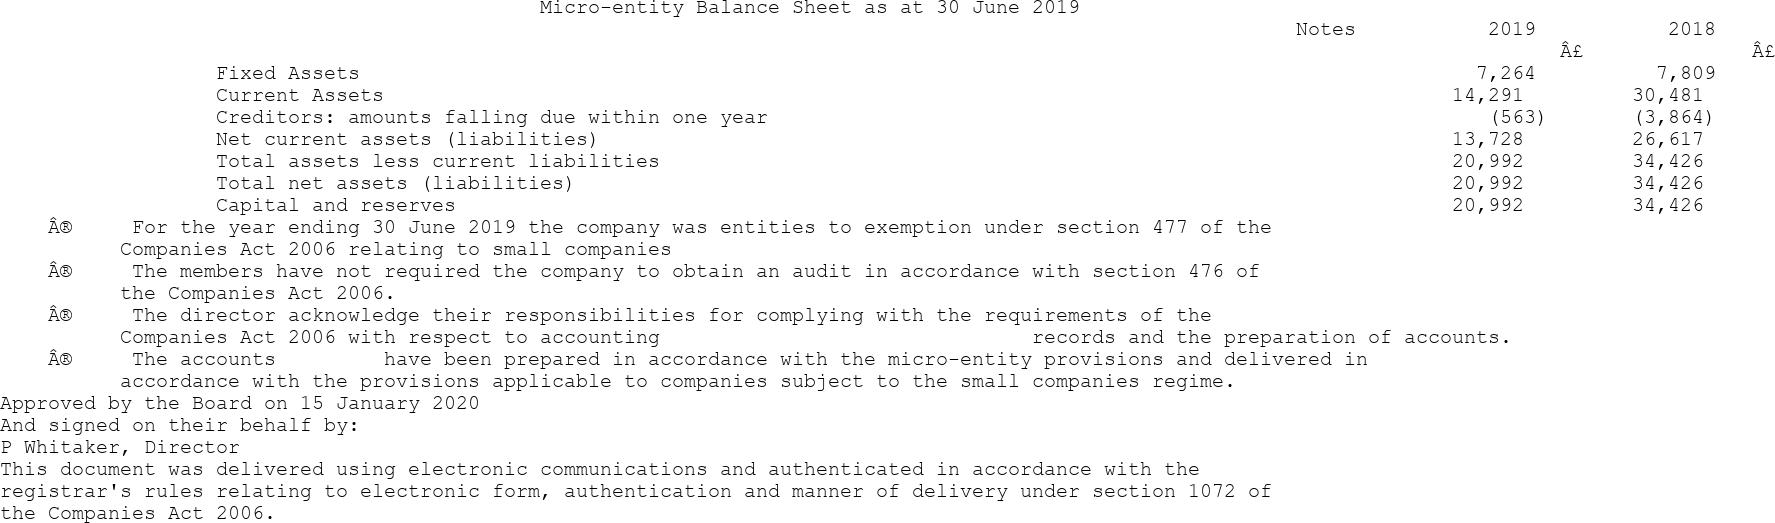 Micro-entity Balance Sheet as at 30 June 2019
Notes 2019 2018
Â£ Â£
Fixed Assets 7,264 7,809
Current Assets 14,291 30,481
Creditors: amounts falling due within one year (563) (3,864)
Net current assets (liabilities) 13,728 26,617
Total assets less current liabilities 20,992 34,426
Total net assets (liabilities) 20,992 34,426
Capital and reserves 20,992 34,426
Â® For the year ending 30 June 2019 the company was entities to exemption under section 477 of the
Companies Act 2006 relating to small companies
Â® The members have not required the company to obtain an audit in accordance with section 476 of
the Companies Act 2006.
Â® The director acknowledge their responsibilities for complying with the requirements of the
Companies Act 2006 with respect to accounting records and the preparation of accounts.
Â® The accounts have been prepared in accordance with the micro-entity provisions and delivered in
accordance with the provisions applicable to companies subject to the small companies regime.
Approved by the Board on 15 January 2020
And signed on their behalf by:
P Whitaker, Director
This document was delivered using electronic communications and authenticated in accordance with the
registrar's rules relating to electronic form, authentication and manner of delivery under section 1072 of
the Companies Act 2006.